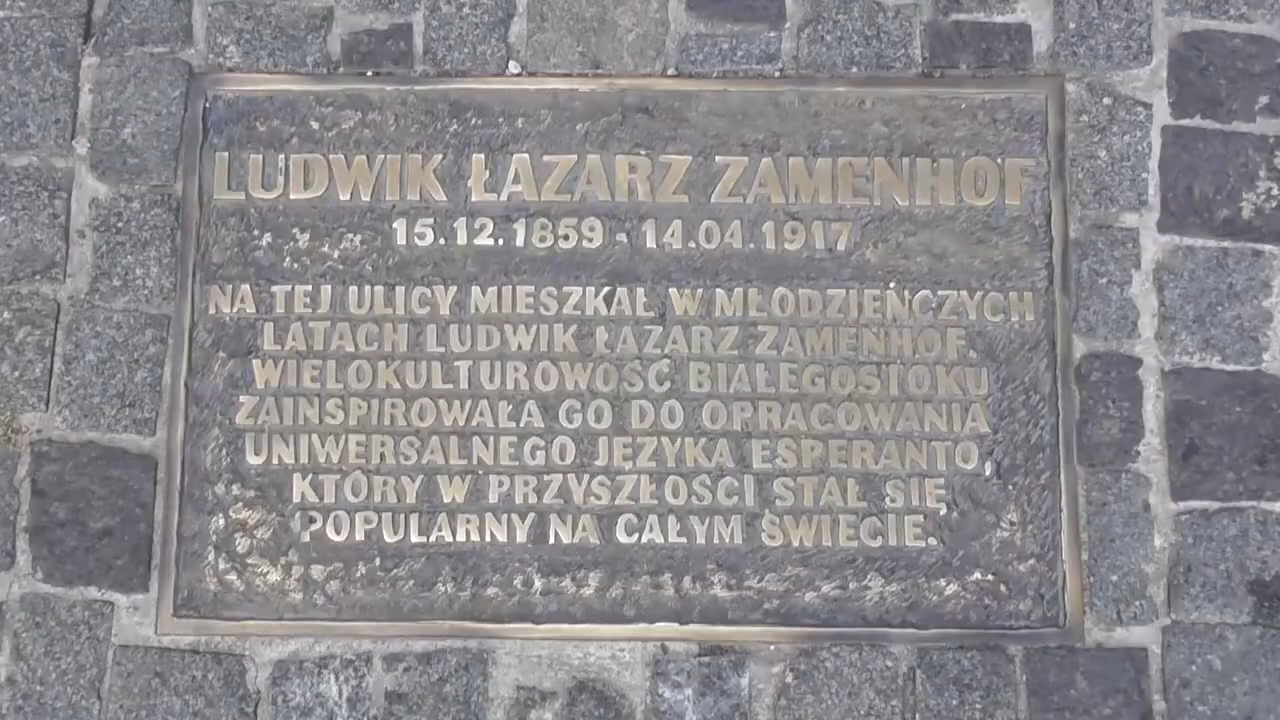 LUDWIK ŁAZARZ ZAMENHOF
15.12.1859 - 14.04.1917
NA TEJ ULICY MIESZKAŁ W MŁODZIEŃCZYCH
LATACH LUDWIK ŁAZARZ ZAMENHOF.
WIELOKULTUROWOŚĆ BIAŁEGOSTOKU
ZAINSPIROWAŁA GO DO OPRACOWANIA
UNIWERSALNEGO JĘZYKA ESPERANTO,
KTÓRY W PRZYSZŁOŚCI STAŁ SIĘ
POPULARNY NA CAŁYM ŚWIECIE.